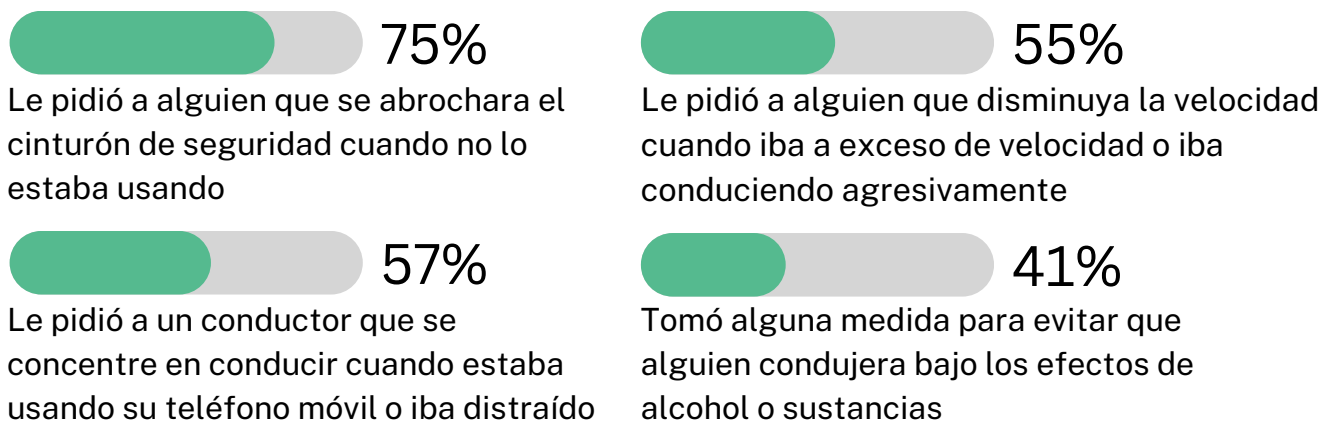 75%
Le pidió a alguien que se abrochara el
cinturón de seguridad cuando no lo
estaba usando
55%
Le pidió a alguien que disminuya la velocidad
cuando iba a exceso de velocidad o iba
conduciendo agresivamente
57%
Le pidió a un conductor que se
concentre en conducir cuando estaba
usando su teléfono móvil o iba distraído
41%
Tomó alguna medida para evitar que
alguien condujera bajo los efectos de
alcohol o sustancias